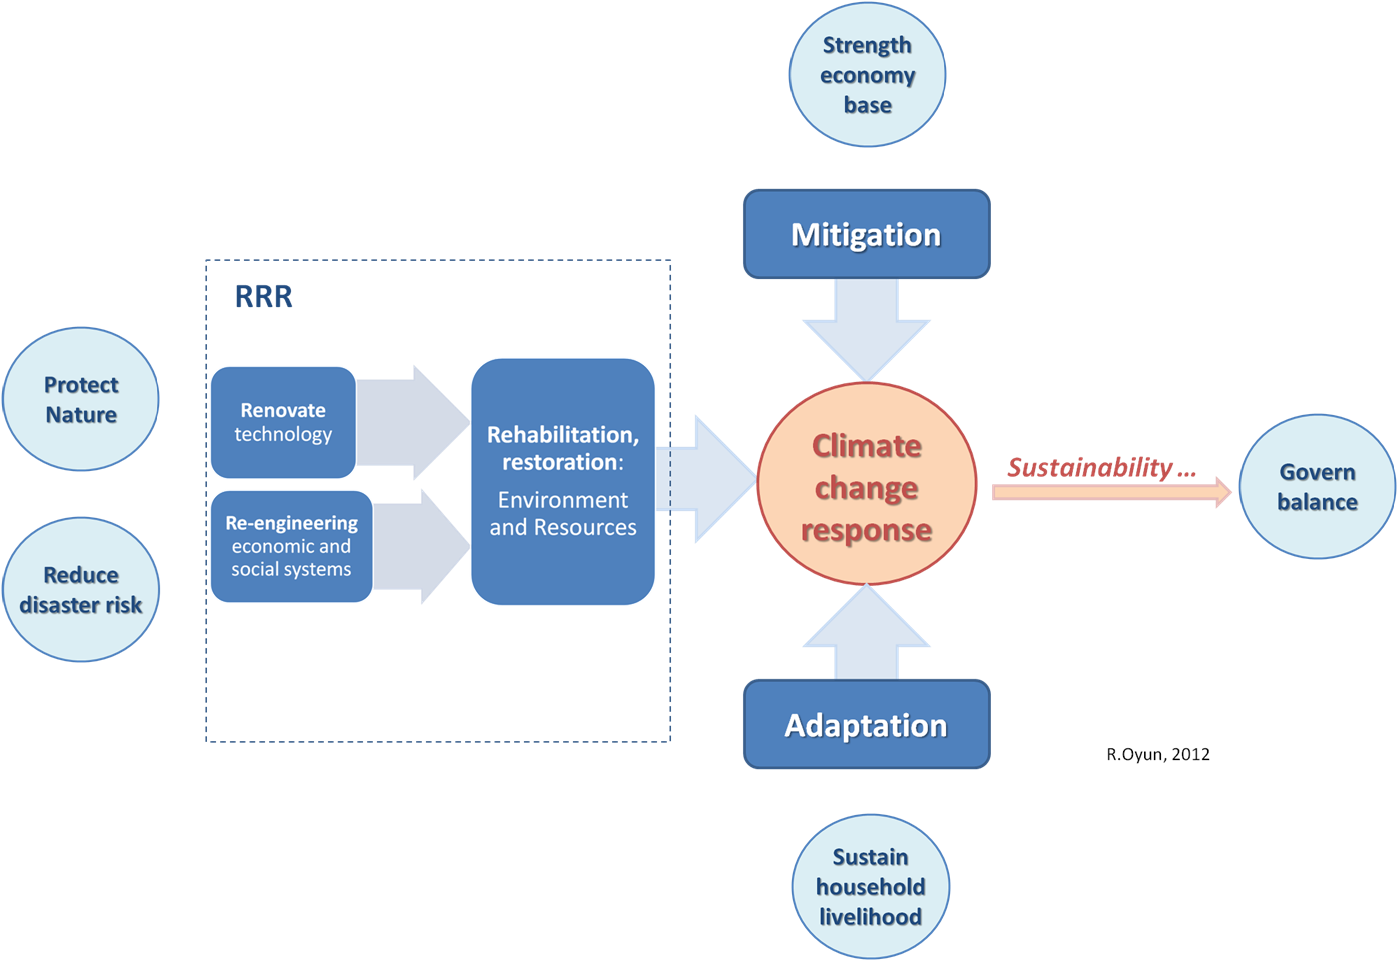 Strength
economy
base
Mitigation
RRR
Protect
Nature
Renovate
technology
Rehabilitation,
restoration:
Environment
and Resources
Re-engineering
economic and
social systems
Reduce
disaster risk
Climate
change
response
Sustainability ...
Govern
balance
Adaptation
R.Oyun, 2012
Sustain
household
livelihood